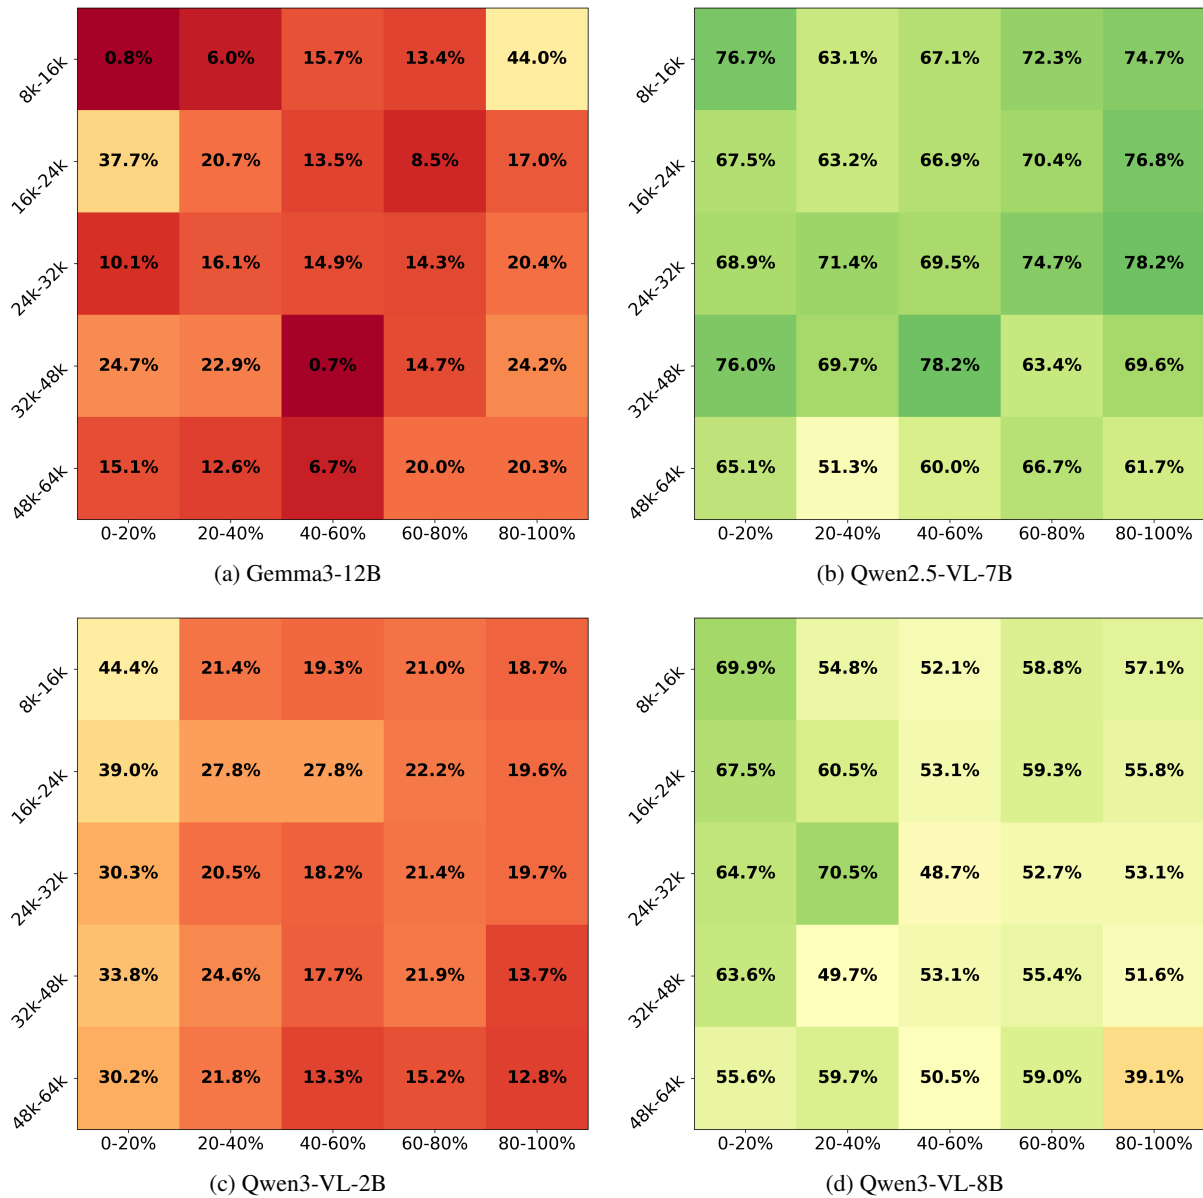 8k-16k 0.8% 6.0% 15.7% 13.4% 44.0%
16k-24k 37.7% 20.7% 13.5% 8.5% 17.0%
24k-32k 10.1% 16.1% 14.9% 14.3% 20.4%
32k-48k 24.7% 22.9% 0.7% 14.7% 24.2%
48k-64k 15.1% 12.6% 6.7% 20.0% 20.3%
0-20% 20-40% 40-60% 60-80% 80-100%
(a) Gemma3-12B
8k-16k 76.7% 63.1% 67.1% 72.3% 74.7%
16k-24k 67.5% 63.2% 66.9% 70.4% 76.8%
24k-32k 68.9% 71.4% 69.5% 74.7% 78.2%
32k-48k 76.0% 69.7% 78.2% 63.4% 69.6%
48k-64k 65.1% 51.3% 60.0% 66.7% 61.7%
0-20% 20-40% 40-60% 60-80% 80-100%
(b) Qwen2.5-VL-7B
8k-16k 44.4% 21.4% 19.3% 21.0% 18.7%
16k-24k 39.0% 27.8% 27.8% 22.2% 19.6%
24k-32k 30.3% 20.5% 18.2% 21.4% 19.7%
32k-48k 33.8% 24.6% 17.7% 21.9% 13.7%
48k-64k 30.2% 21.8% 13.3% 15.2% 12.8%
0-20% 20-40% 40-60% 60-80% 80-100%
(c) Qwen3-VL-2B
8k-16k 69.9% 54.8% 52.1% 58.8% 57.1%
16k-24k 67.5% 60.5% 53.1% 59.3% 55.8%
24k-32k 64.7% 70.5% 48.7% 52.7% 53.1%
32k-48k 63.6% 49.7% 53.1% 55.4% 51.6%
48k-64k 55.6% 59.7% 50.5% 59.0% 39.1%
0-20% 20-40% 40-60% 60-80% 80-100%
(d) Qwen3-VL-8B